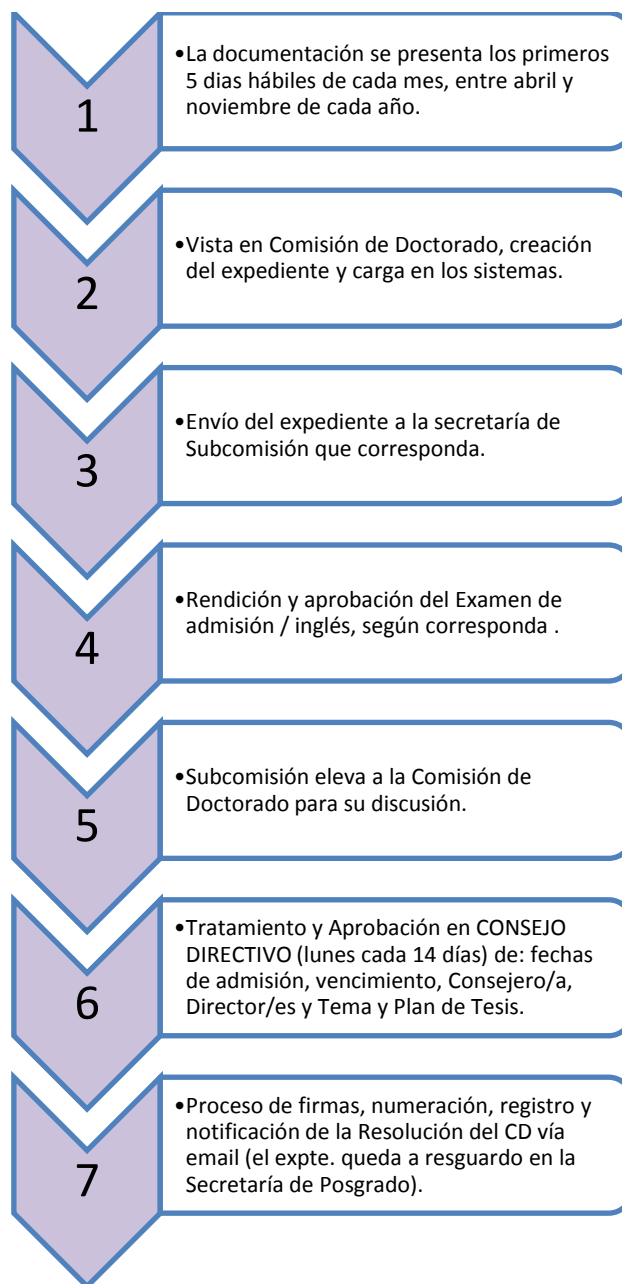 1
•La documentación se presenta los primeros
5 dias hábiles de cada mes, entre abril y
noviembre de cada año.
2
•Vista en Comisión de Doctorado, creación
del expediente y carga en los sistemas.
3
•Envío del expediente a la secretaría de
Subcomisión que corresponda.
4
•Rendición y aprobación del Examen de
admisión / inglés, según corresponda .
5
•Subcomisión eleva a la Comisión de
Doctorado para su discusión.
6
•Tratamiento y Aprobación en CONSEJO
DIRECTIVO (lunes cada 14 días) de: fechas
de admisión, vencimiento, Consejero/a,
Director/es y Tema y Plan de Tesis.
7
•Proceso de firmas, numeración, registro y
notificación de la Resolución del CD vía
email (el expte. queda a resguardo en la
Secretaría de Posgrado).